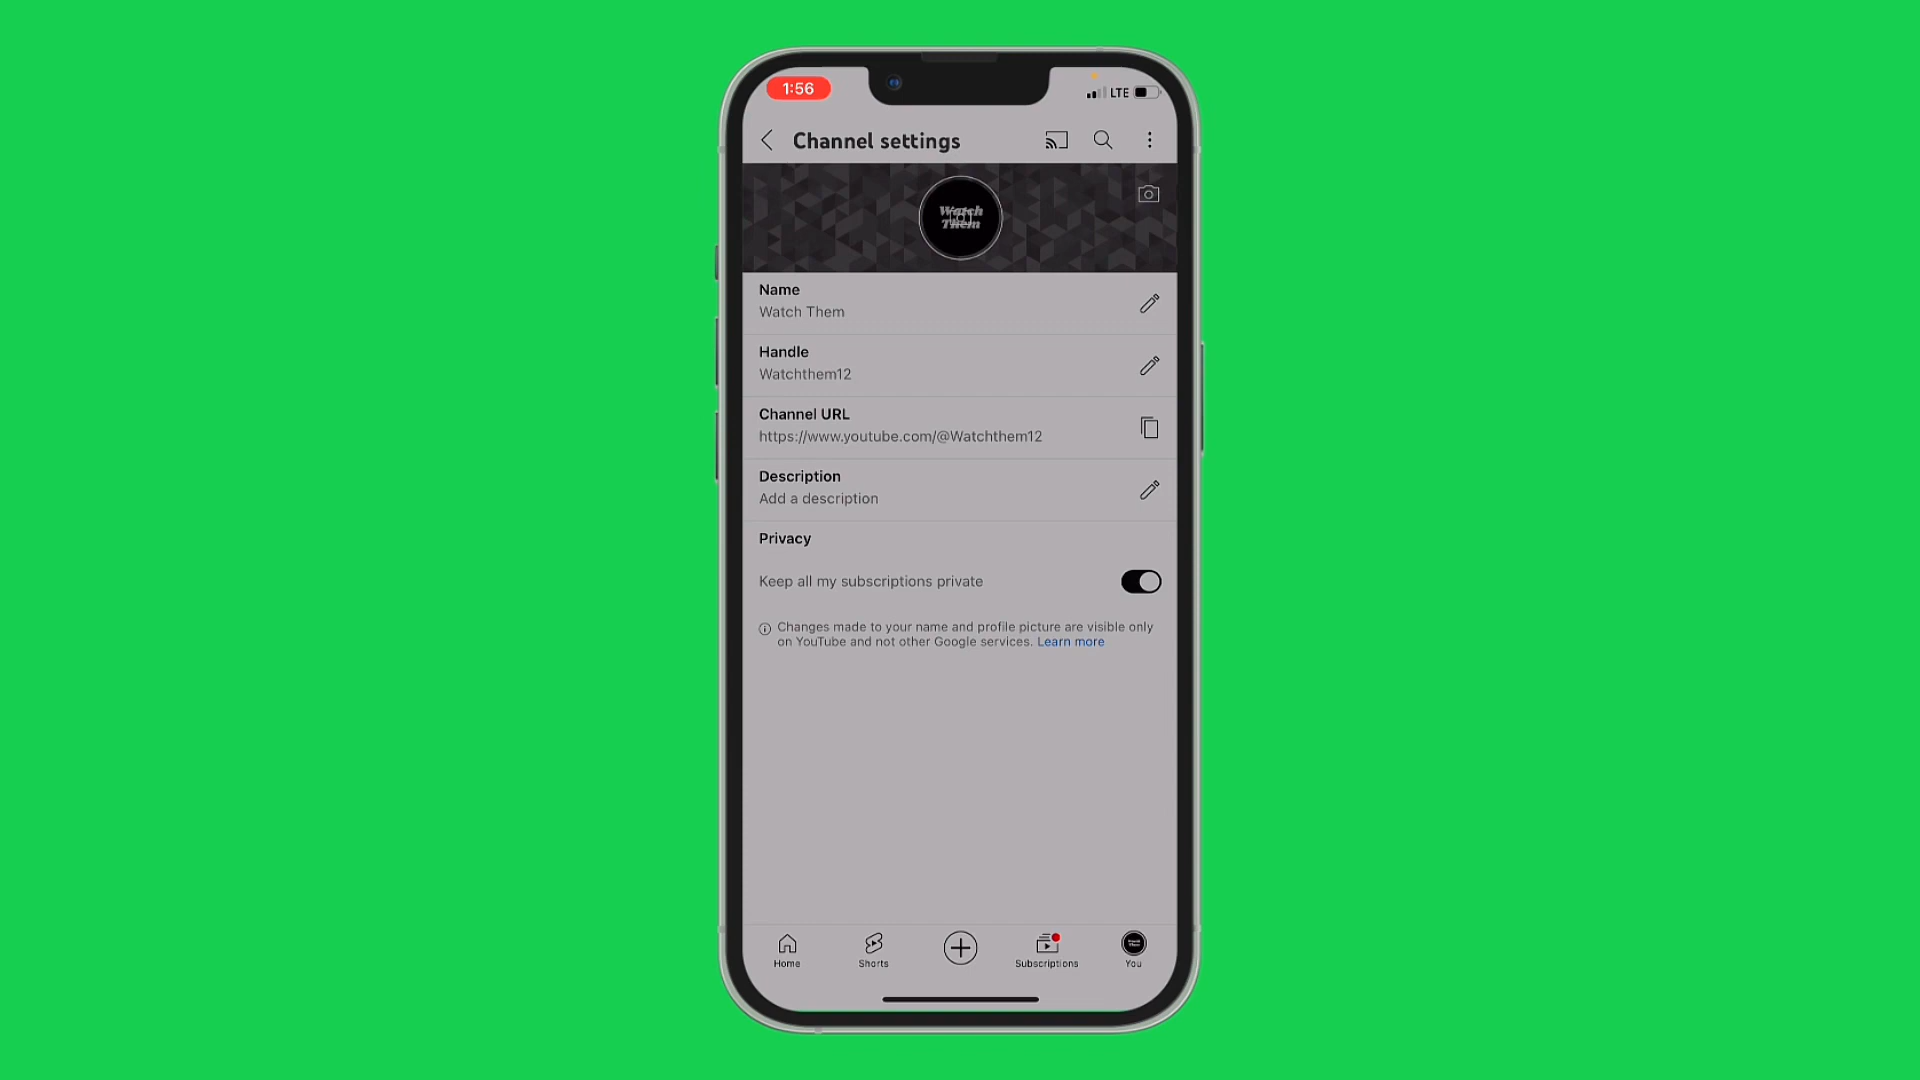 1:56
LTE
Channel settings
Watch
Them
Name
Watch Them
Handle
Watchthem12
Channel URL
https://www.youtube.com/@Watchthem12
Description
Add a description
Privacy
Keep all my subscriptions private
Changes made to your name and profile picture are visible only
on YouTube and not other Google services. Learn more
Home
Shorts
Subscriptions
You